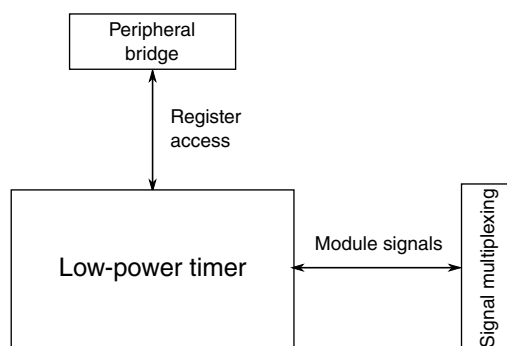 Peripheral
bridge
Register
access
Low-power timer
Module signals
Signal multiplexing